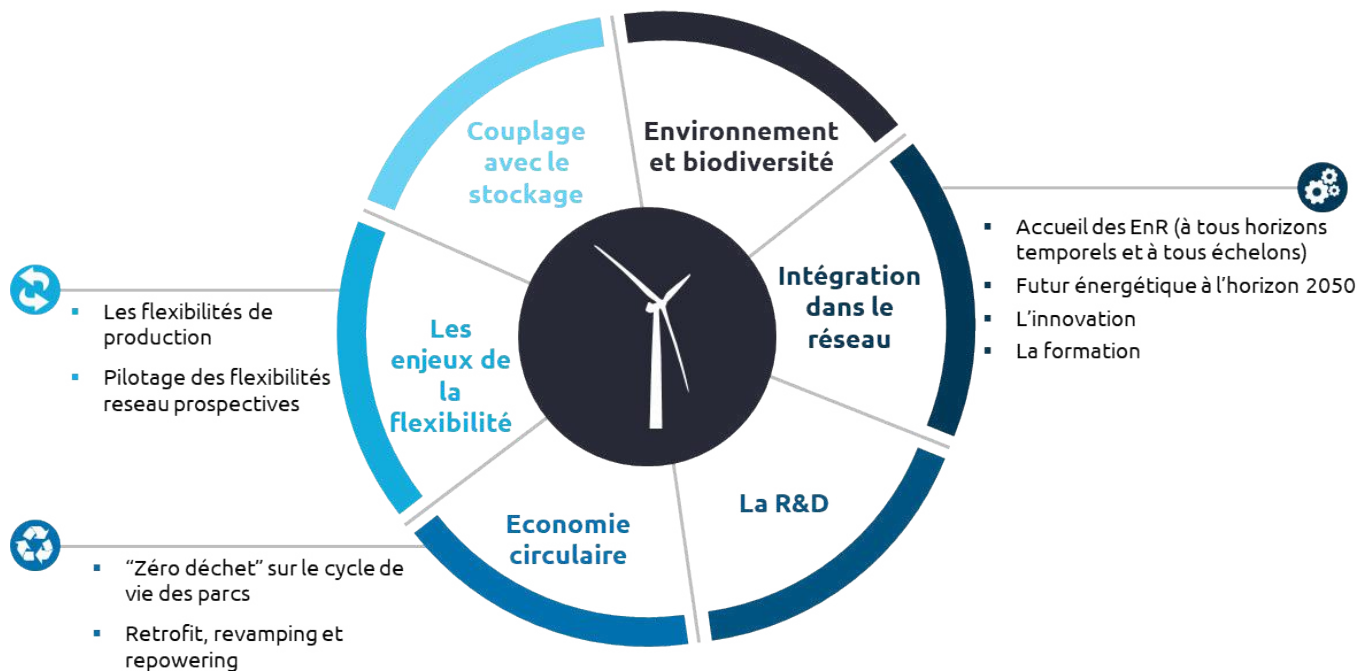 Couplage
avec le
stockage
Environnement
et biodiversité
Intégration
dans le
réseau
▪ Accueil des EnR (à tous horizons
temporels et à tous échelons)
▪ Futur énergétique à l’horizon 2050
▪ L’innovation
▪ La formation
La R&D
Economie
circulaire
▪ “Zéro déchet” sur le cycle de
vie des parcs
▪ Retrofit, revamping et
repowering
Les
enjeux de
la
flexibilité
▪ Les flexibilités de
production
▪ Pilotage des flexibilités
reseau prospectives